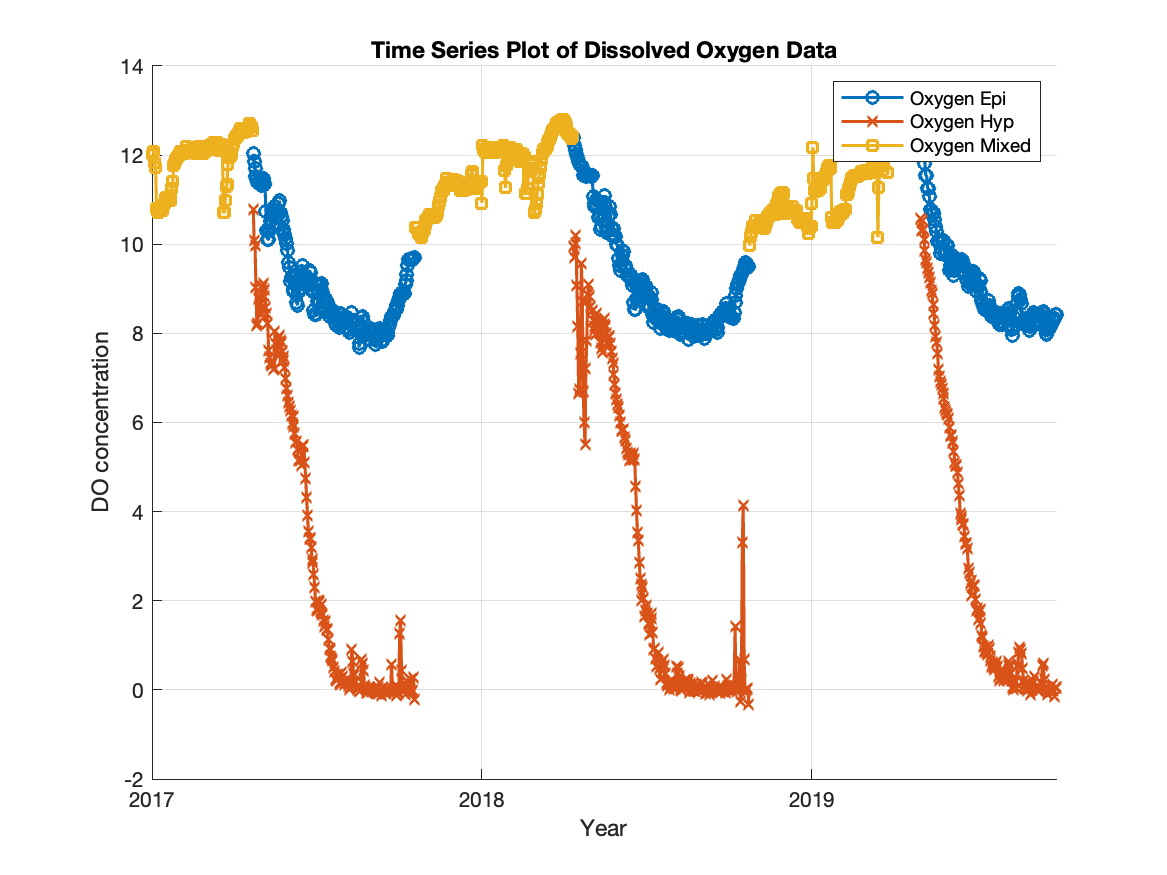 Time Series Plot of Dissolved Oxygen Data
14
12
10
8
6
4
2
0
-2
DO concentration
Oxygen Epi
Oxygen Hyp
Oxygen Mixed
2017 2018 2019
Year